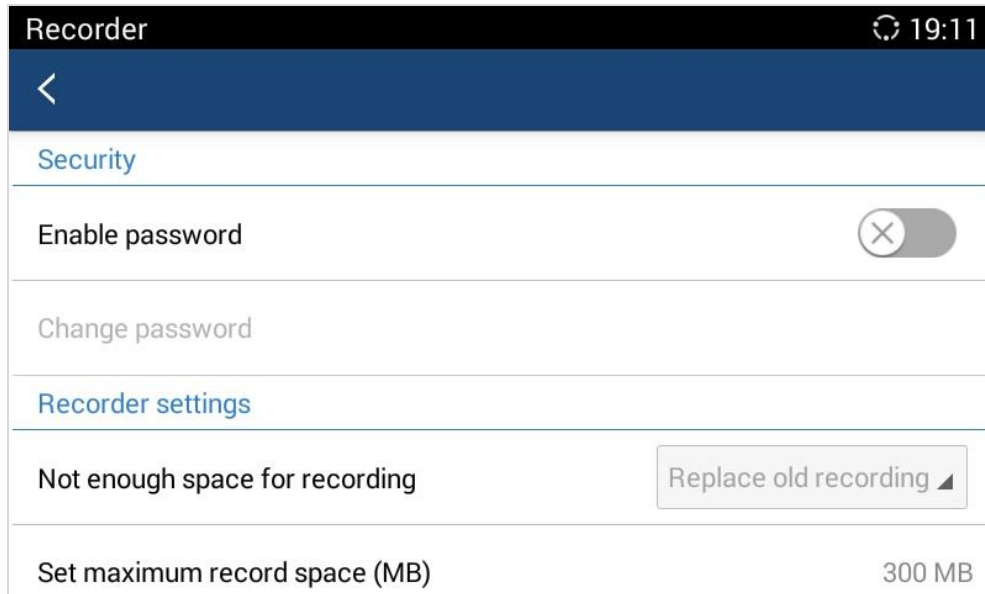 Recorder 19:11
Security
Enable password
Change password
Recorder settings
Not enough space for recording Replace old recording
Set maximum record space (MB) 300 MB